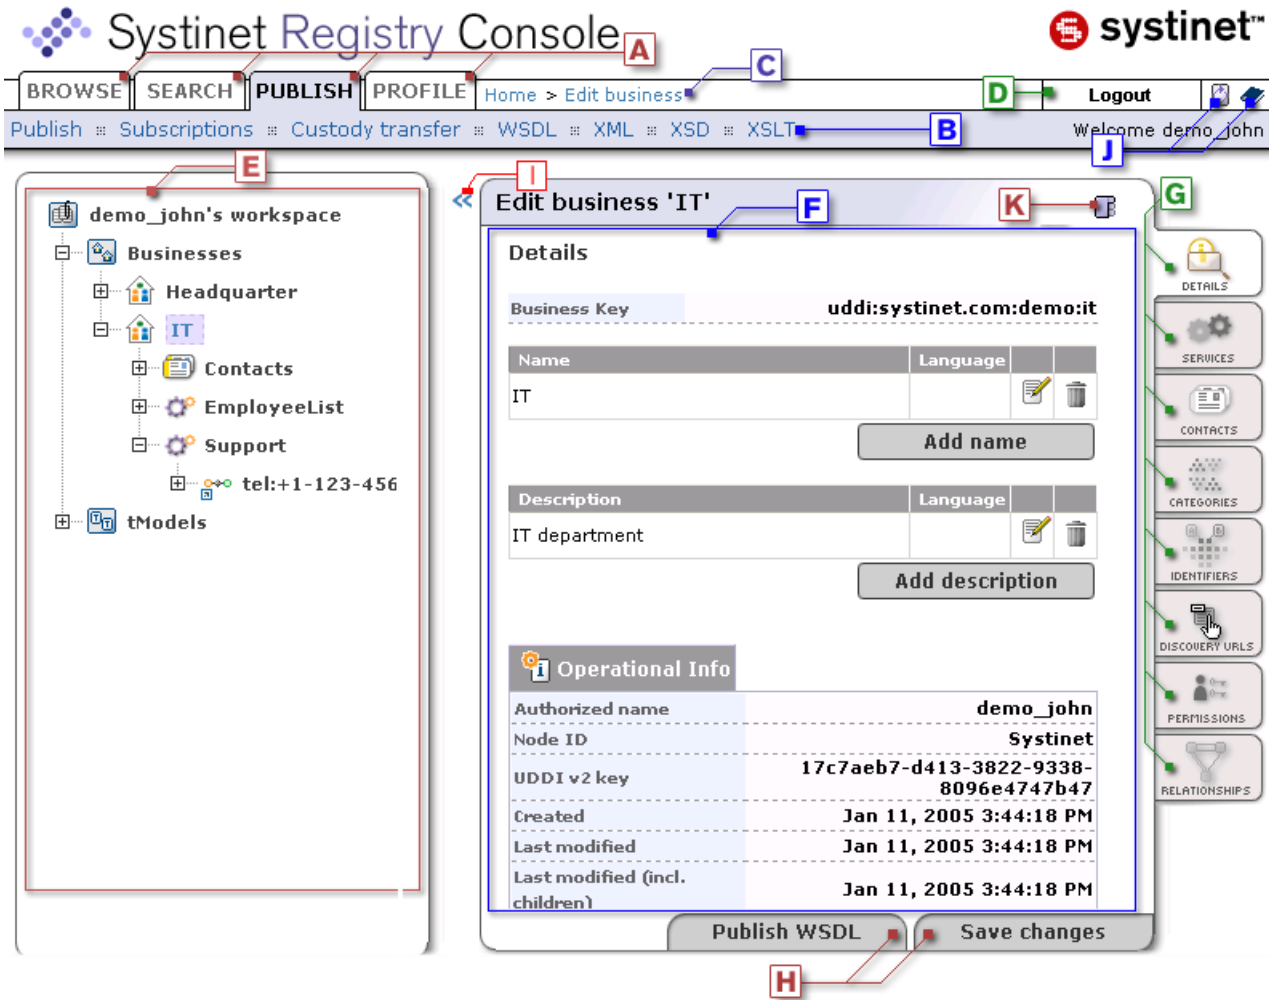 Systinet Registry Console
systinet™
A
C
BROWSE SEARCH PUBLISH PROFILE Home > Edit business
D
Logout
Publish Subscriptions Custody transfer WSDL XML XSD XSLT
B
Welcome demo_john
J
E
I
demo_john's workspace
Businesses
Headquarter
IT
Contacts
EmployeeList
Support
tel:+1-123-456
tModels
Edit business 'IT'
F
K
G
Details
Business Key uddi:systinet.com:demo:it
Name Language
IT
Add name
Description Language
IT department
Add description
Operational Info
Authorized name demo_john
Node ID Systinet
UDDI v2 key 17c7aeb7-d413-3822-9338-
8096e4747b47
Created Jan 11, 2005 3:44:18 PM
Last modified Jan 11, 2005 3:44:18 PM
Last modified (incl.
children) Jan 11, 2005 3:44:18 PM
DETAILS
SERVICES
CONTACTS
CATEGORIES
A B
IDENTIFIERS
DISCOVERY URLS
PERMISSIONS
RELATIONSHIPS
Publish WSDL Save changes
H